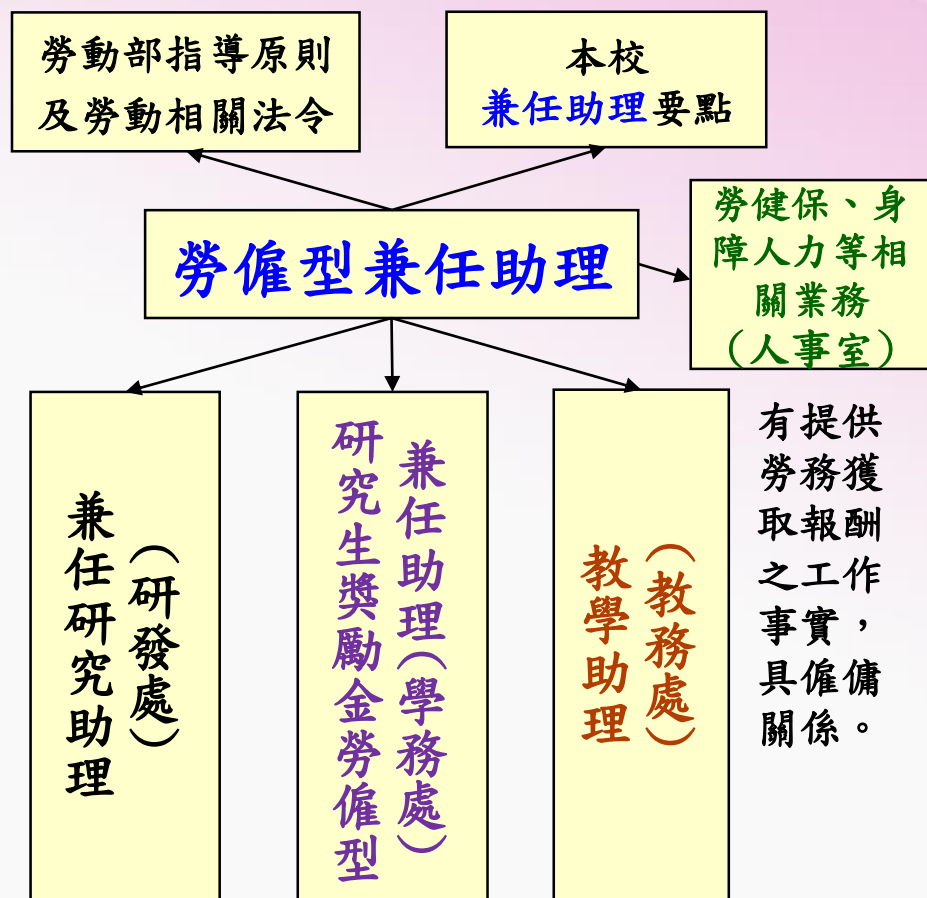 勞動部指導原則
及勞動相關法令
本校
兼任助理要點
勞僱型兼任助理
勞健保、身
障人力等相
關業務
（人事室）
兼任研究助理
（研發處）
研究生獎勵金勞僱型
兼任助理（學務處）
教學助理
（教務處）
有提供
勞務獲
取報酬
之工作
事實，
具僱傭
關係。